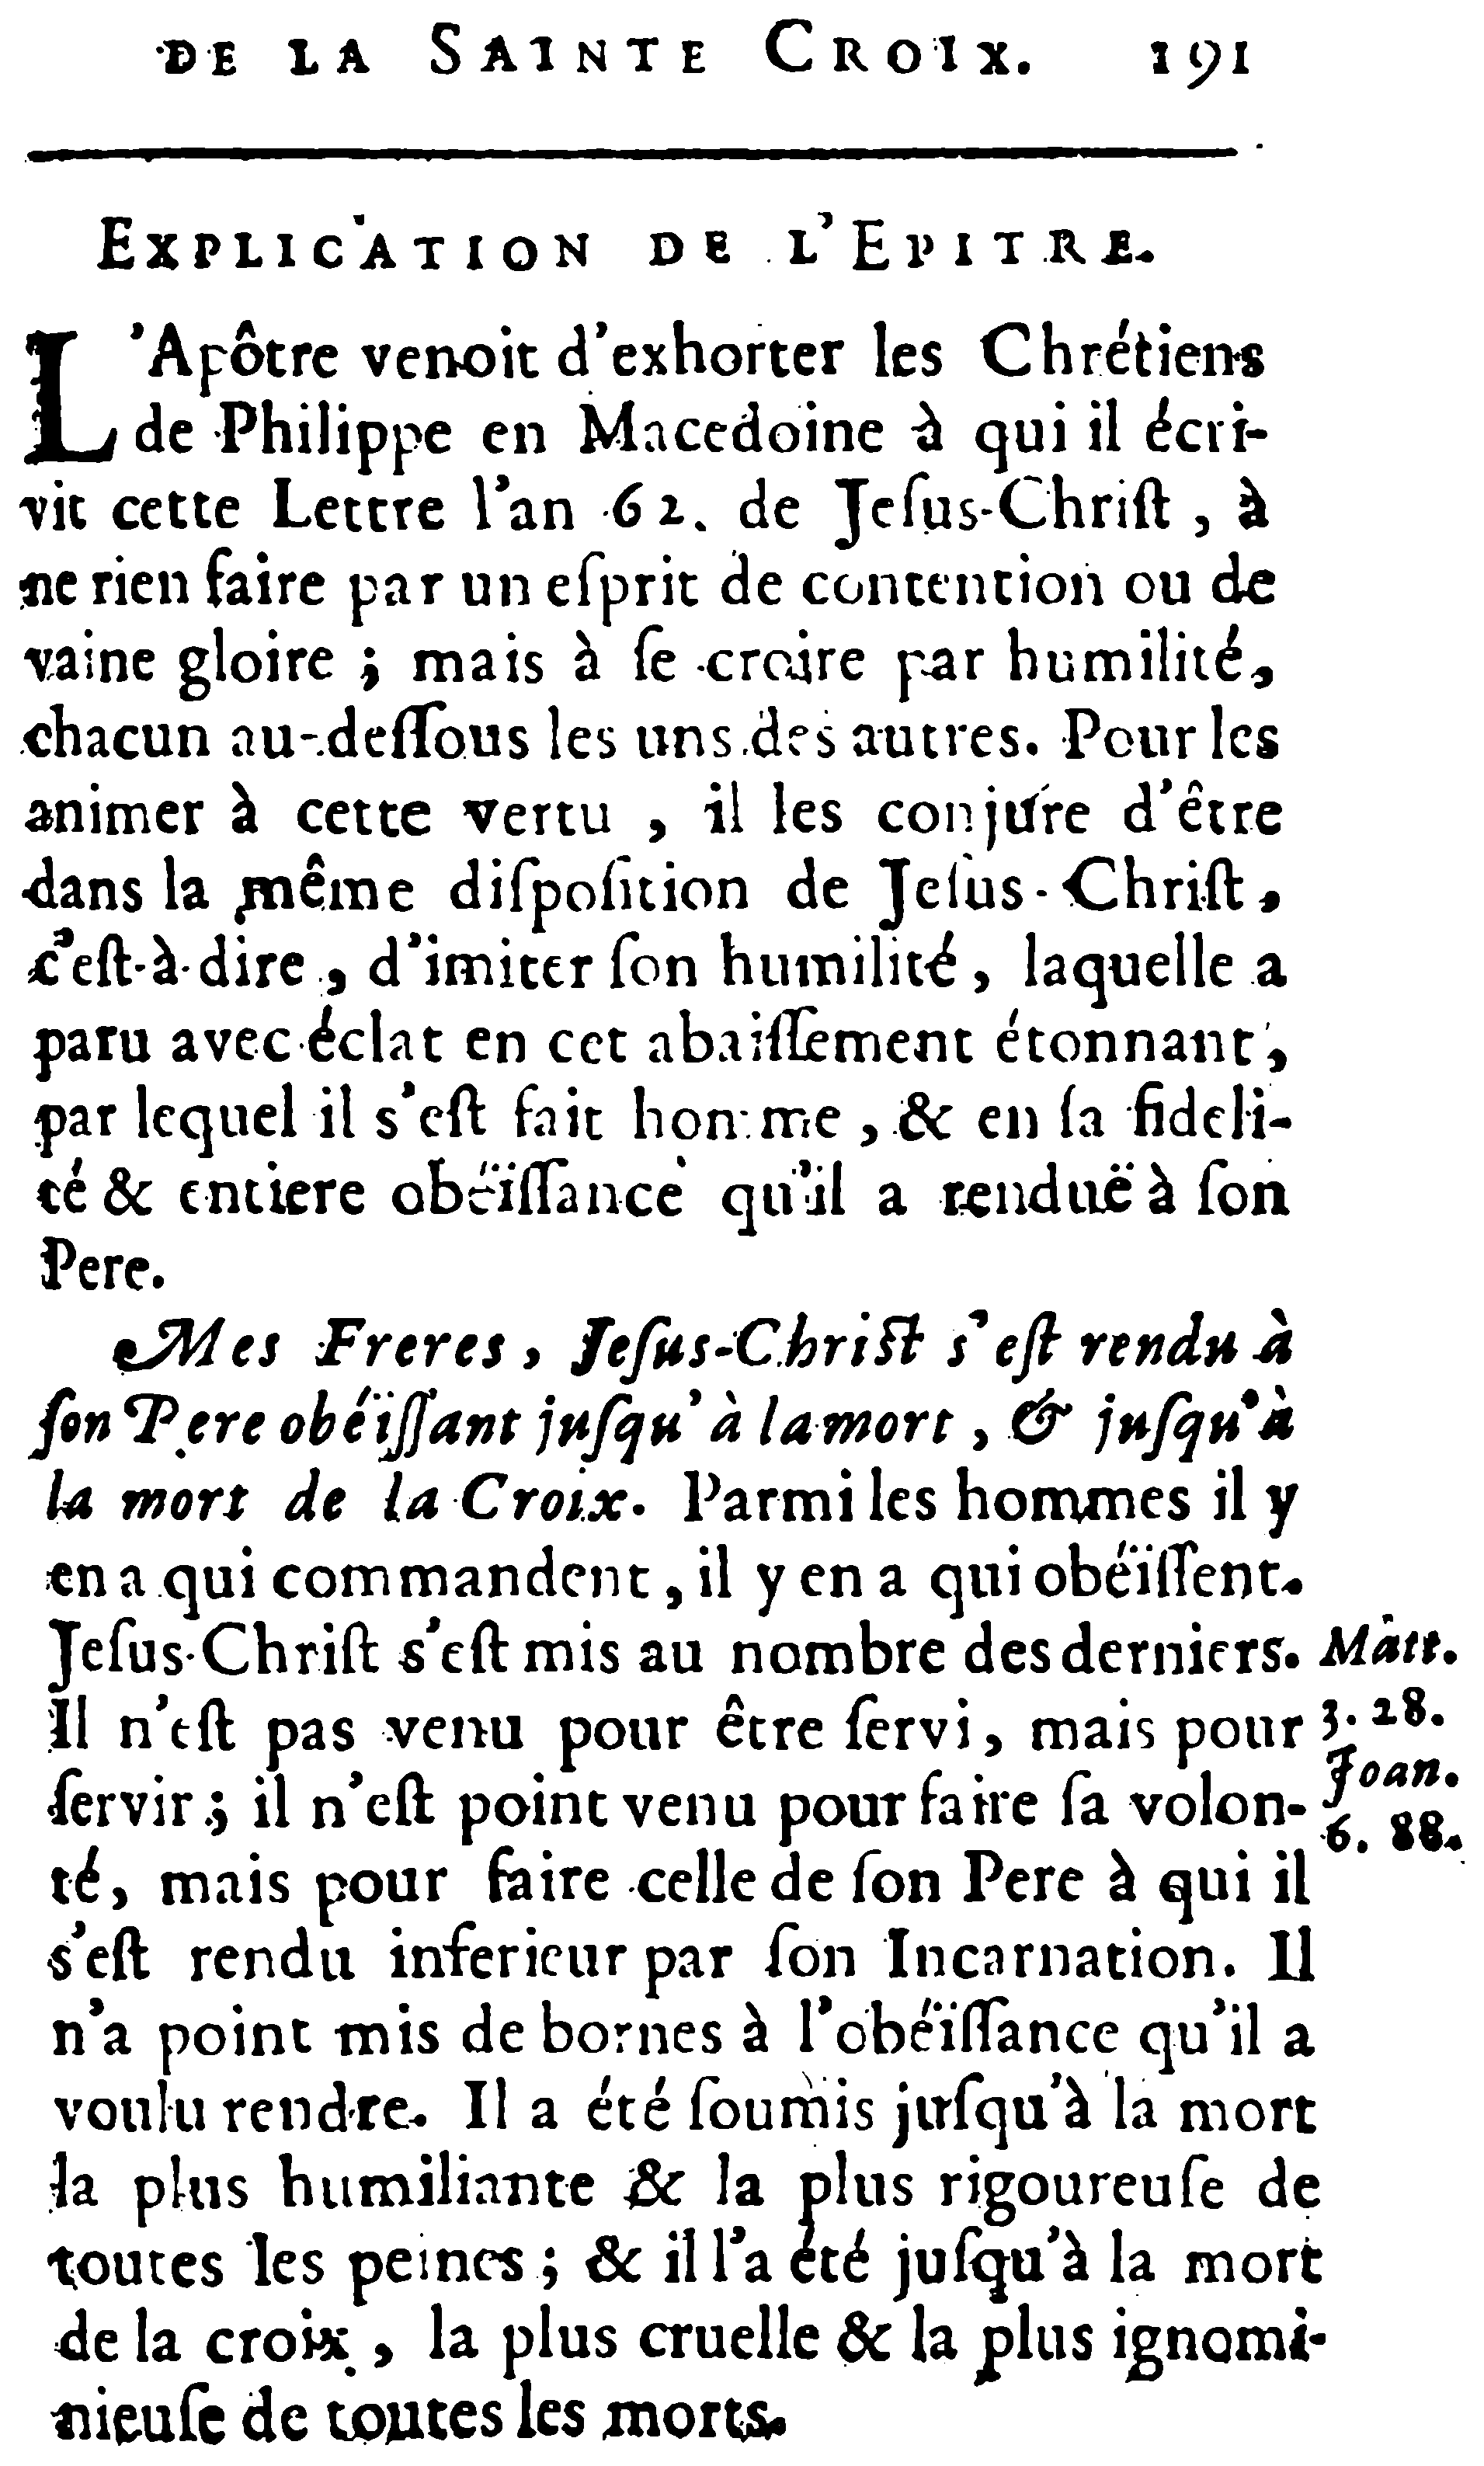 DE LA SAINTE CROIX. 191
EXPLICATION DE L'EPITRE.
L'Apôtre venoit d'exhorter les Chrétiens
de Philippe en Macedoine à qui il écri-
vit cette Lettre l'an 62. de Jeſus-Chriſt, à
ne rien faire par un eſprit de contention ou de
vaine gloire ; mais à ſe croire par humilité,
chacun au-deſſous les uns des autres. Pour les
animer à cette vertu , il les conjure d'être
dans la même diſpoſition de Jeſus-Chriſt,
c'eſt-à-dire, d'imiter ſon humilité, laquelle a
paru avec éclat en cet abaiſſement étonnant,
par lequel il s'eſt fait homme, & en ſa fideli-
té & entiere obéïſſance qu'il a renduë à ſon
Pere.
Mes Freres, Jeſus-Chriſt s'eſt rendu à
ſon Pere obéïſſant juſqu'à la mort, & juſqu'à
la mort de la Croix. Parmi les hommes il y
en a qui commandent, il y en a qui obéïſſent.
Jeſus-Chriſt s'eſt mis au nombre des derniers. Matt.
Il n'eſt pas venu pour être ſervi, mais pour 3. 28.
Joan.
ſervir ; il n'eſt point venu pour faire ſa volon- 6. 88.
té, mais pour faire celle de ſon Pere à qui il
s'eſt rendu inferieur par ſon Incarnation. Il
n'a point mis de bornes à l'obéïſſance qu'il a
voulu rendre. Il a été ſoumis juſqu'à la mort
la plus humiliante & la plus rigoureuſe de
toutes les peines ; & il l'a été juſqu'à la mort
de la croix, la plus cruelle & la plus ignomi-
nieuſe de toutes les morts.